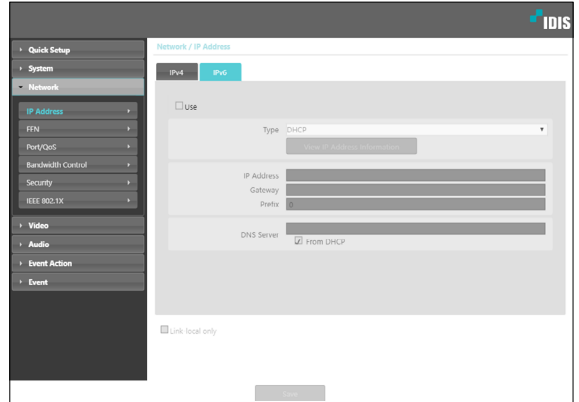 IDIS
Quick Setup
System
Network
IP Address
FEN
Port/QoS
Bandwidth Control
Security
IEEE 802.1X
Video
Audio
Event Action
Event
Network / IP Address
IPv4 IPv6
Use
Type DHCP
View IP Address Information
IP Address
Gateway
Prefix 0
DNS Server
From DHCP
Link-local only
Save